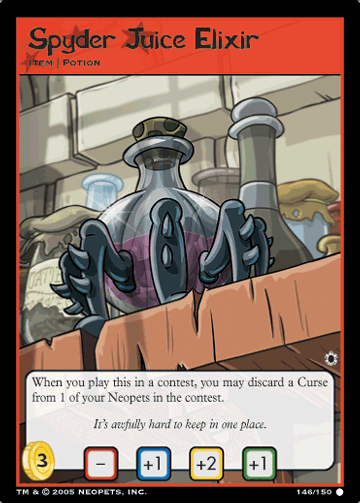 Spyder Juice Elixir
ITEM | POTION
When you play this in a contest, you may discard a Curse
from 1 of your Neopets in the contest.
It's awfully hard to keep in one place.
3
–
+1
+2
+1
TM & © 2005 NEOPETS, INC.
146/150